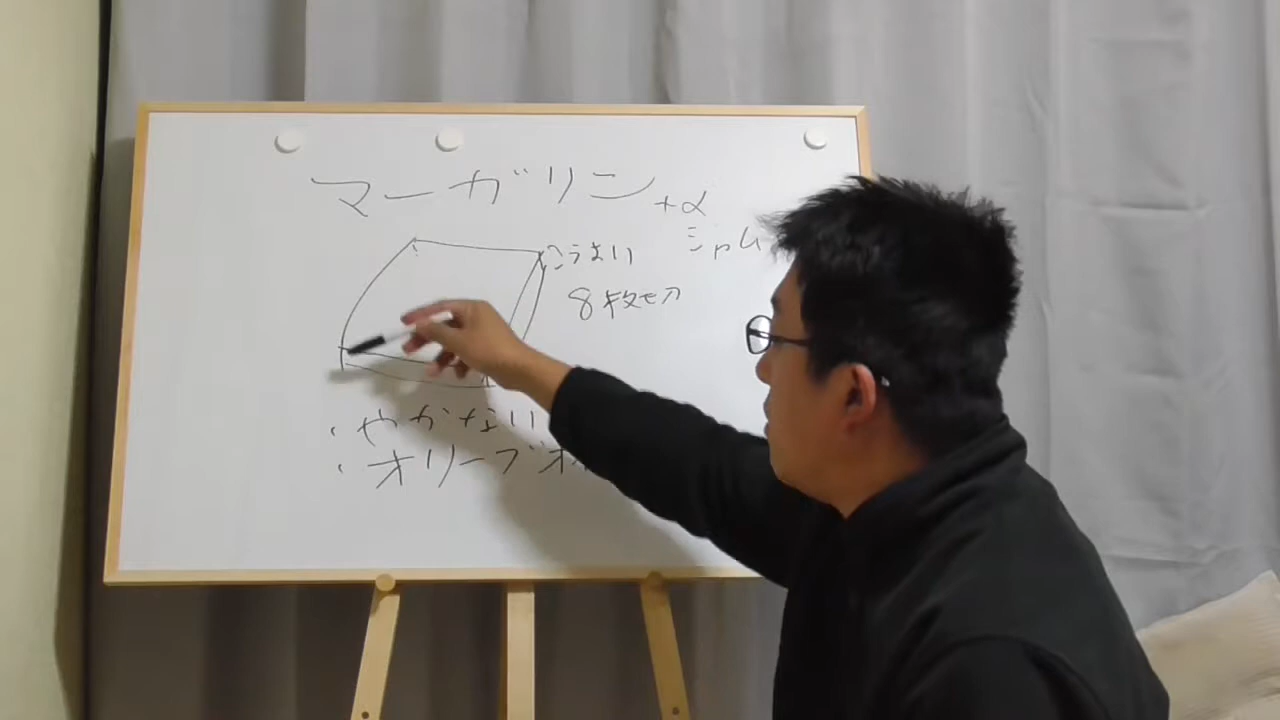 マーガリン+α
ジャム
こうばい
8枚切
・やかない
・オリーブオ